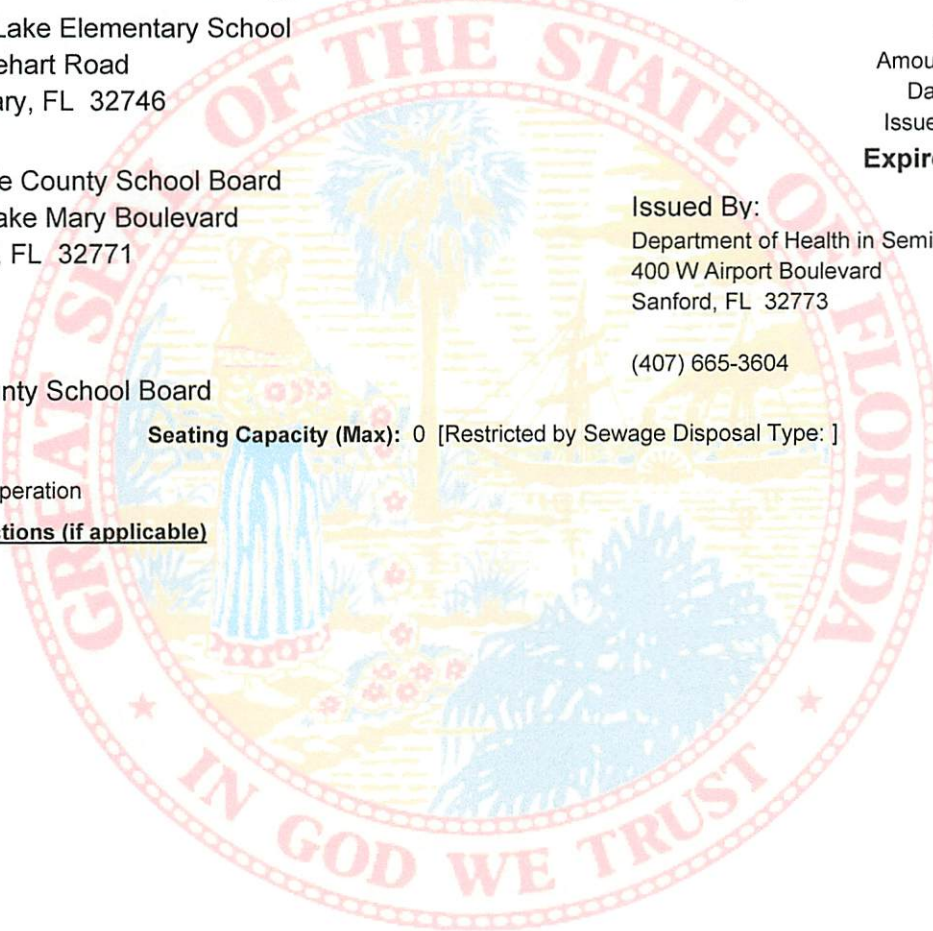 Lake Elementary School
ehart Road
ary, FL 32746
e County School Board
ake Mary Boulevard
, FL 32771
Amou
Da
Issue
Expire
Issued By:
Department of Health in Semi
400 W Airport Boulevard
Sanford, FL 32773
(407) 665-3604
nty School Board
Seating Capacity (Max): 0 [Restricted by Sewage Disposal Type: ]
peration
tions (if applicable)
GREAT SEAL OF THE STATE OF FLORIDA
IN GOD WE TRUST